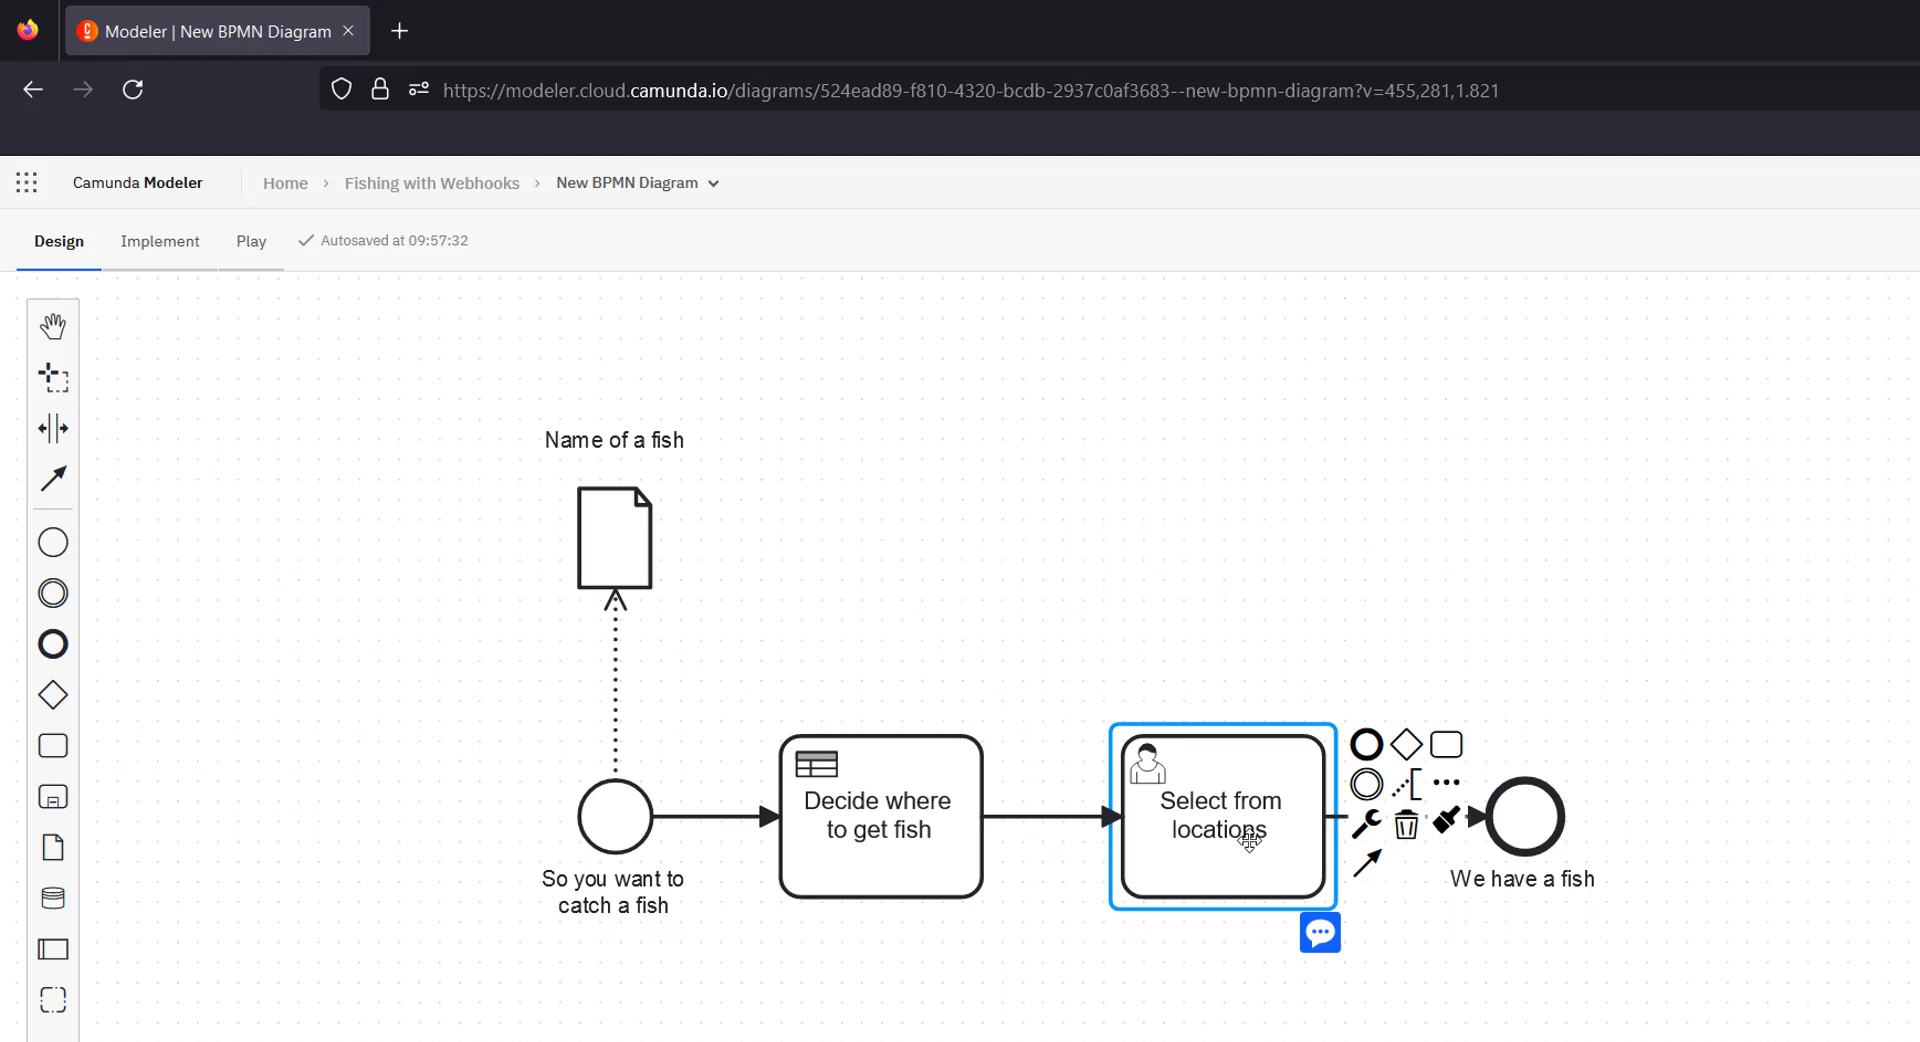 Modeler | New BPMN Diagram
https://modeler.cloud.camunda.io/diagrams/524ead89-f810-4320-bcdb-2937c0af3683--new-bpmn-diagram?v=455,281,1.821
Camunda Modeler Home › Fishing with Webhooks › New BPMN Diagram
Design Implement Play Autosaved at 09:57:32
Name of a fish
Decide where
to get fish
Select from
locations
So you want to
catch a fish
We have a fish